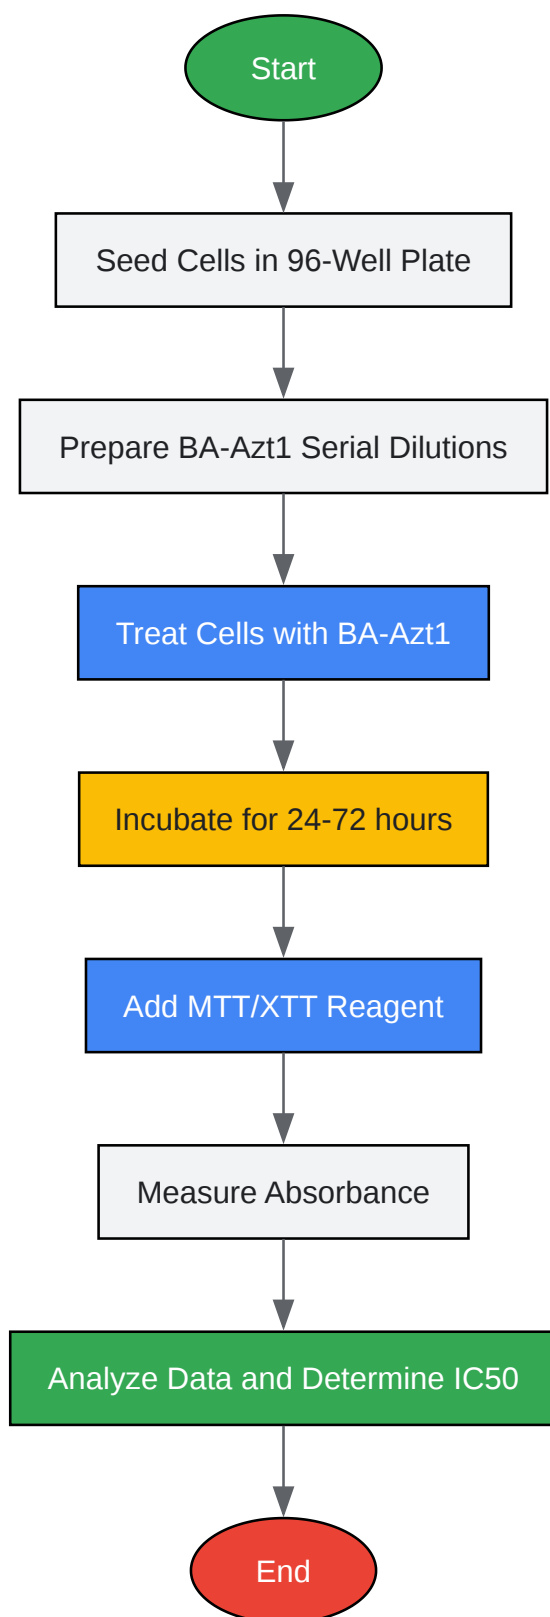 Start
Seed Cells in 96-Well Plate
Prepare BA-Azt1 Serial Dilutions
Treat Cells with BA-Azt1
Incubate for 24-72 hours
Add MTT/XTT Reagent
Measure Absorbance
Analyze Data and Determine IC50
End